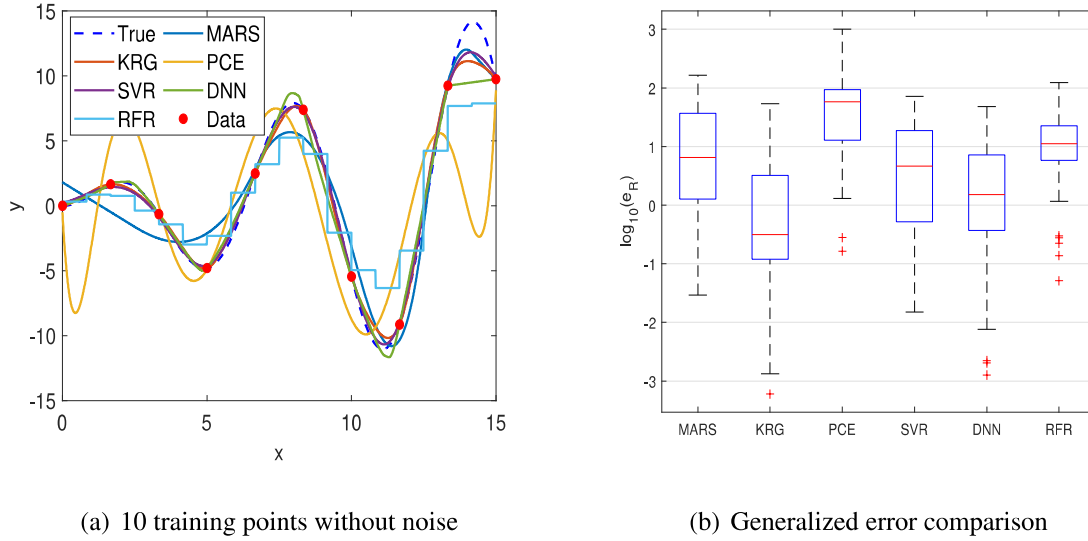 15
10
5
0
-5
-10
-15
y
True
MARS
KRG
PCE
SVR
DNN
RFR
Data
0
5
10
15
x
(a) 10 training points without noise
3
2
1
0
-1
-2
-3
log10(eR)
MARS
KRG
PCE
SVR
DNN
RFR
(b) Generalized error comparison